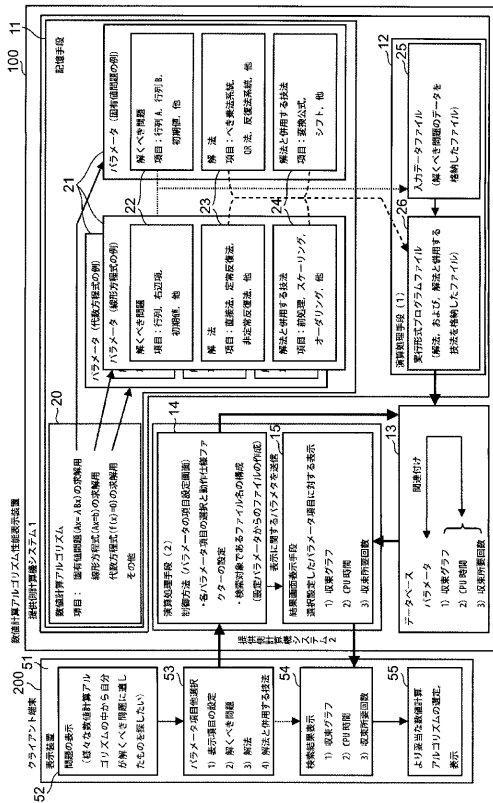 100
数値計算アルゴリズム性能表示装置
提供側計算機システム1
11
記憶手段
20
数値計算アルゴリズム
項目: 固有値問題(Ax=λBx)の求解用
線形方程式(Ax=b)の求解用
代数方程式(f(x)=0)の求解用
その他
21
パラメータ(代数方程式の例)
パラメータ(線形方程式の例)
解くべき問題
項目:行列, 右辺項,
初期値, 他
解 法
項目:直接法, 定常反復法,
非定常反復法, 他
解法と併用する技法
項目:前処理, スケーリング,
オーダリング, 他
22
23
24
パラメータ(固有値問題の例)
解くべき問題
項目:行列A, 行列B,
初期値, 他
解 法
項目:べき乗法系統,
QR法, 反復法系統, 他
解法と併用する技法
項目:変換公式,
シフト, 他
12
演算処理手段(1)
25
入力データファイル
(解くべき問題のデータを
格納したファイル)
26
実行形式プログラムファイル
(解法, および, 解法と併用する
技法を格納したファイル)
提供側計算機システム2
14
演算処理手段(2)
制御方法(パラメータの項目設定画面)
・各パラメータ項目の選択と動作仕様ファ
クターの設定
・検索対象であるファイル名の構成
(設定パラメータからのファイルの作成)
表示に関するパラメタを送信
15
結果画面表示手段
選択設定したパラメータ項目に対する表示
1) 収束グラフ
2) CPU時間
3) 収束所要回数
13
データベース
関連付け
パラメータ
1) 収束グラフ
2) CPU時間
3) 収束所要回数
200
クライアント端末
51
表示装置
52
問題の表示
(様々な数値計算アル
ゴリズムの中から自分
が解くべき問題に適し
たものを探したい)
53
パラメータ項目他選択
1) 表示項目の設定
2) 解くべき問題
3) 解法
4) 解法と併用する技法
54
検索結果表示
1) 収束グラフ
2) CPU時間
3) 収束所要回数
55
より妥当な数値計算
アルゴリズムの選定,
表示